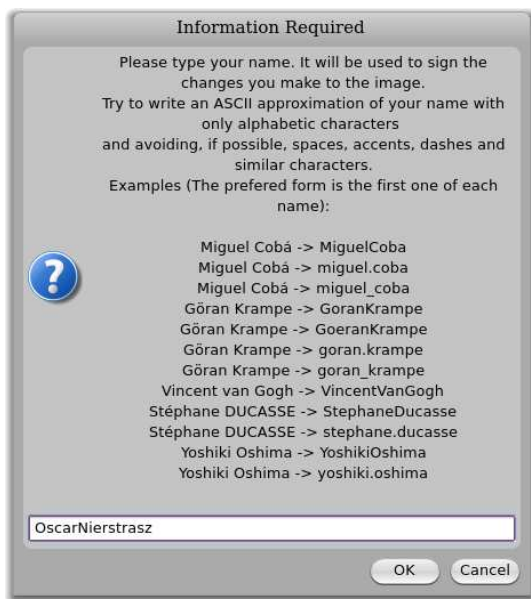 Information Required
Please type your name. It will be used to sign the
changes you make to the image.
Try to write an ASCII approximation of your name with
only alphabetic characters
and avoiding, if possible, spaces, accents, dashes and
similar characters.
Examples (The prefered form is the first one of each
name):
Miguel Cobá -> MiguelCoba
Miguel Cobá -> miguel.coba
Miguel Cobá -> miguel_coba
Göran Krampe -> GoranKrampe
Göran Krampe -> GoeranKrampe
Göran Krampe -> goran.krampe
Göran Krampe -> goran_krampe
Vincent van Gogh -> VincentVanGogh
Stéphane DUCASSE -> StephaneDucasse
Stéphane DUCASSE -> stephane.ducasse
Yoshiki Oshima -> YoshikiOshima
Yoshiki Oshima -> yoshiki.oshima
OscarNierstrasz
OK Cancel